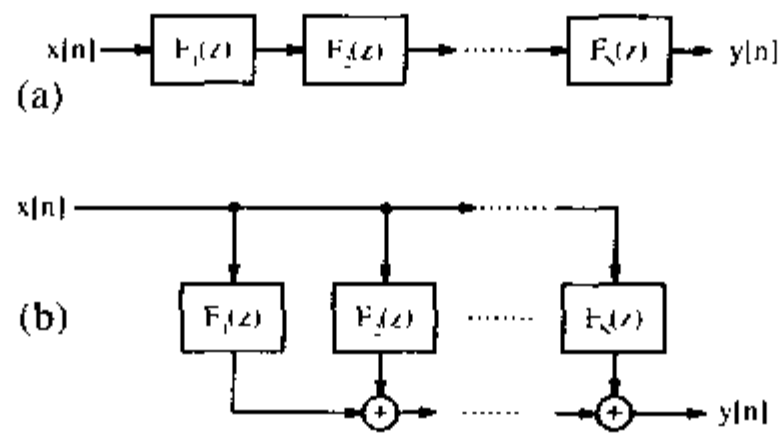 x[n] F₁(z) F₂(z) y[n]
(a)
x[n]
(b) F₁(z) F₂(z)
+ + y[n]